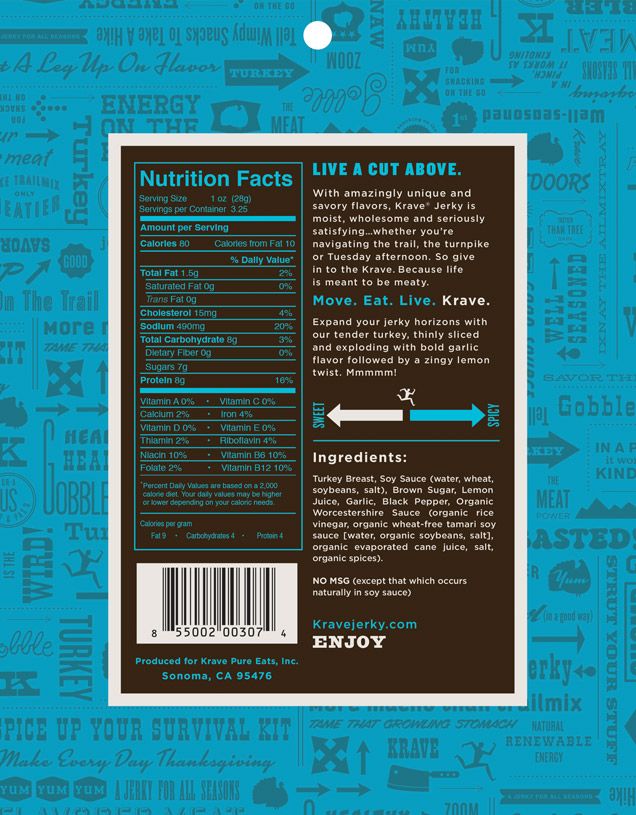 Tell Wimpy Snacks To Take A Hike
JERKY FOR ALL SEASONS
ON THE GO
HEALTHY
YUM
FOR
SNACKING
ON THE GO
A Leg Up On Flavor
TURKEY
ZOOM
Gobble
ENERGY
ON THE
THE
MEAT
1st
well-seasoned
Turkey
meat
TRAILMIX
ONLY
GOOD
On The Trail
LIVE A CUT ABOVE.
With amazingly unique and
savory flavors, Krave® Jerky is
moist, wholesome and seriously
satisfying...whether you're
navigating the trail, the turnpike
or Tuesday afternoon. So give
in to the Krave. Because life
is meant to be meaty.
Move. Eat. Live. Krave.
Expand your jerky horizons with
our tender turkey, thinly sliced
and exploding with bold garlic
flavor followed by a zingy lemon
twist. Mmmmm!
SWEET
SPICY
Ingredients:
Turkey Breast, Soy Sauce (water, wheat,
soybeans, salt), Brown Sugar, Lemon
Juice, Garlic, Black Pepper, Organic
Worcestershire Sauce (organic rice
vinegar, organic wheat-free tamari soy
sauce [water, organic soybeans, salt],
organic evaporated cane juice, salt,
organic spices).
NO MSG (except that which occurs
naturally in soy sauce)
Kravejerky.com
ENJOY
Nutrition Facts
Serving Size 1 oz (28g)
Servings per Container 3.25
Amount per Serving
Calories 80 Calories from Fat 10
% Daily Value*
Total Fat 1.5g 2%
Saturated Fat 0g 0%
Trans Fat 0g
Cholesterol 15mg 4%
Sodium 490mg 20%
Total Carbohydrate 8g 3%
Dietary Fiber 0g 0%
Sugars 7g
Protein 8g 16%
Vitamin A 0% • Vitamin C 0%
Calcium 2% • Iron 4%
Vitamin D 0% • Vitamin E 0%
Thiamin 2% • Riboflavin 4%
Niacin 10% • Vitamin B6 10%
Folate 2% • Vitamin B12 10%
*Percent Daily Values are based on a 2,000
calorie diet. Your daily values may be higher
or lower depending on your caloric needs.
Calories per gram
Fat 9 • Carbohydrates 4 • Protein 4
8 55002 00307 4
Produced for Krave Pure Eats, Inc.
Sonoma, CA 95476
WELL
SEASONED
THE
MEAT
POWER
Yum
(in a good way)
STRUT YOUR STUFF
IS THE
WIRD!
TURKEY
SPICE UP YOUR SURVIVAL KIT
Make Every Day Thanksgiving
YUM YUM YUM
A JERKY FOR ALL SEASONS
TAME THAT GROWLING STOMACH
KRAVE
NATURAL
RENEWABLE
ENERGY
A JERKY FOR ALL SEASONS
ZOOM